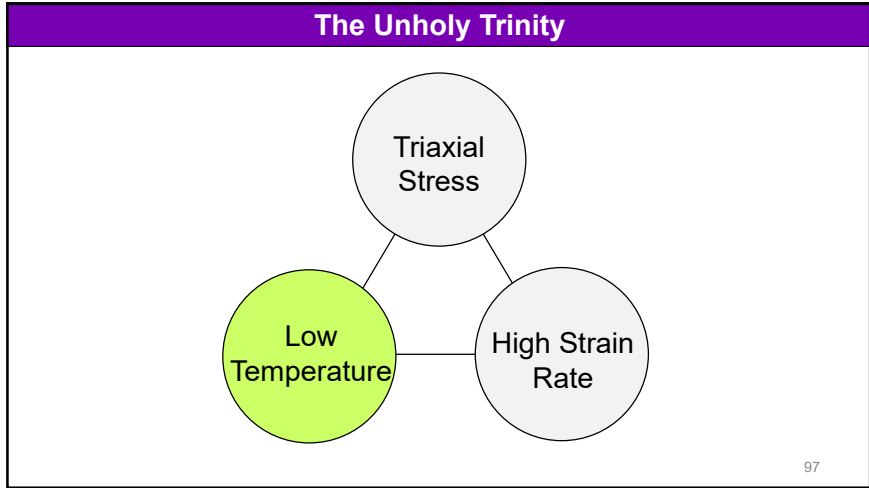 The Unholy Trinity
Triaxial
Stress
Low
Temperature
High Strain
Rate
97